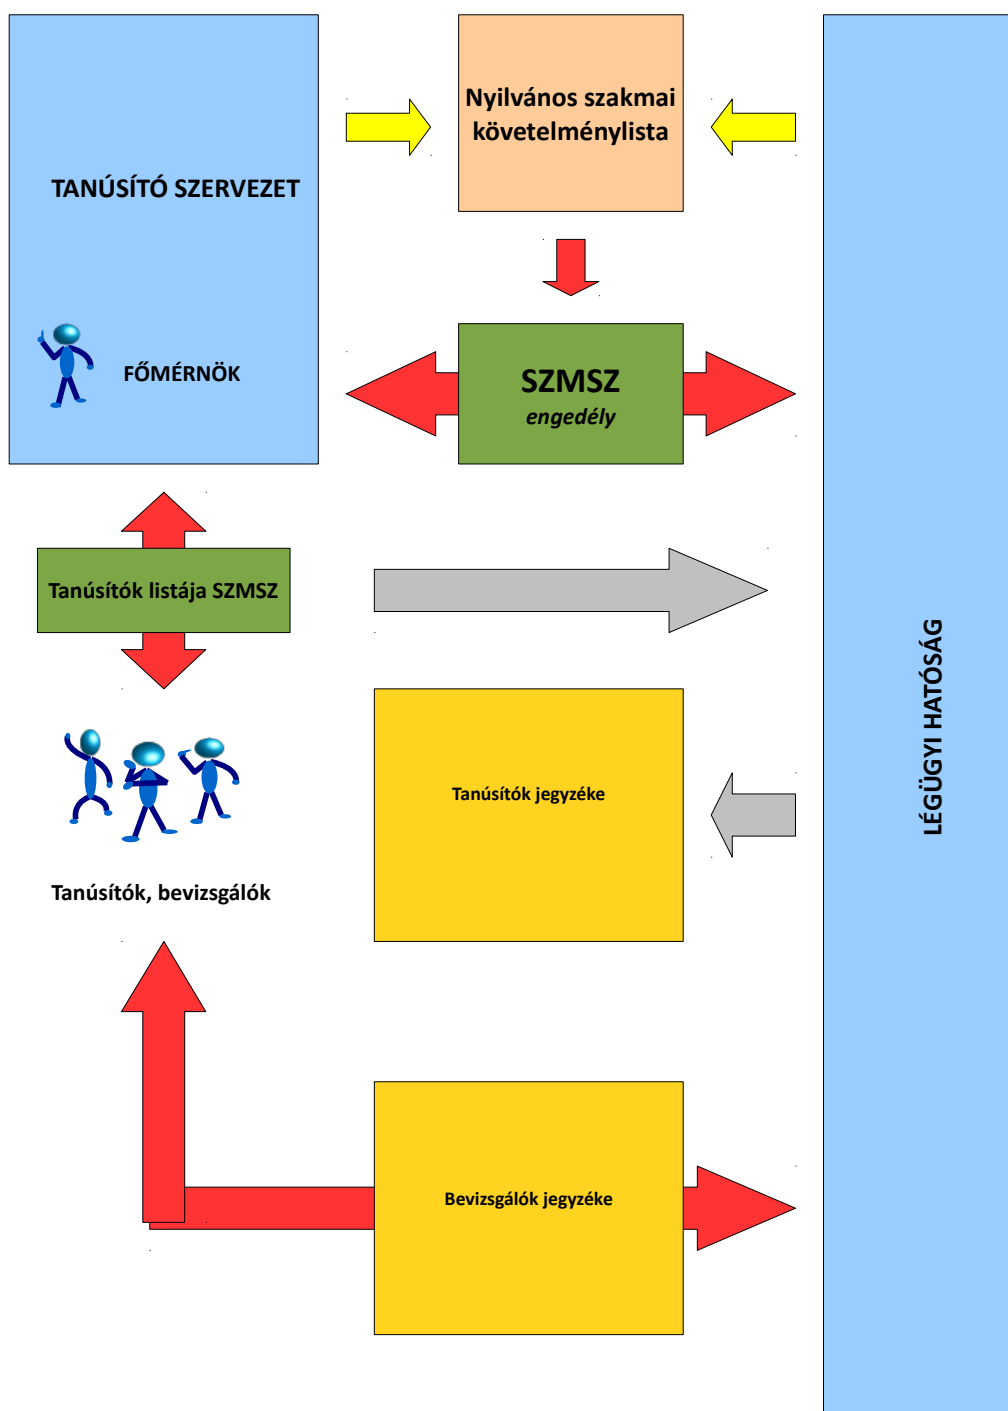 Nyilvános szakmai
követelménylista
TANÚSÍTÓ SZERVEZET
FŐMÉRNÖK
SZMSZ
engedély
Tanúsítók listája SZMSZ
LÉGÜGYI HATÓSÁG
Tanúsítók jegyzéke
Tanúsítók, bevizsgálók
Bevizsgálók jegyzéke